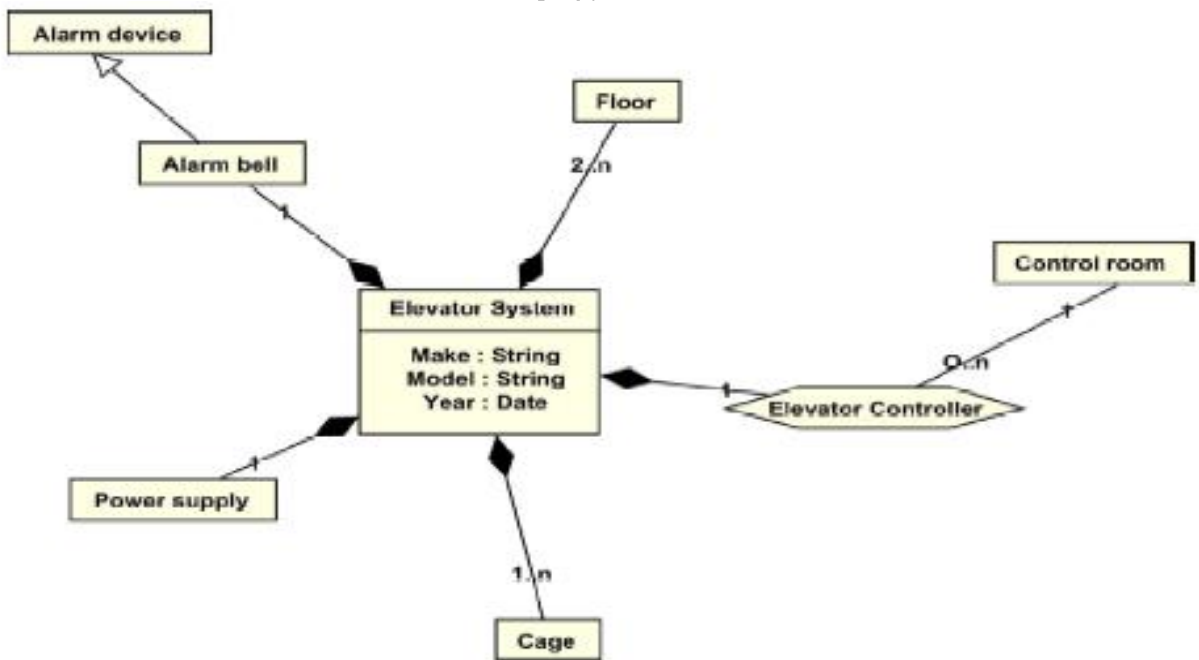 Alarm device
Floor
Alarm bell
2..n
1
Control room
Elevator System
1
Make : String
Model : String
Year : Date
O..n
1
Elevator Controller
1
Power supply
1..n
Cage